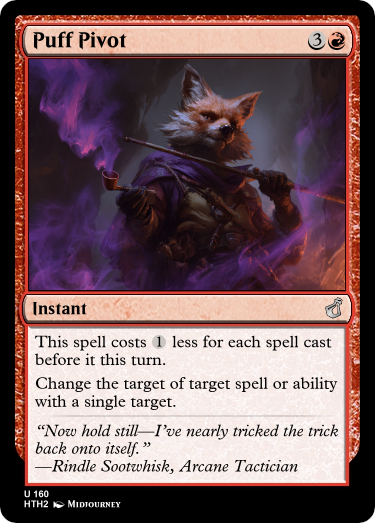 Puff Pivot 3
Instant
This spell costs 1 less for each spell cast
before it this turn.
Change the target of target spell or ability
with a single target.
“Now hold still—I’ve nearly tricked the trick
back onto itself.”
—Rindle Sootwhisk, Arcane Tactician
U 160
HTH2 Midjourney